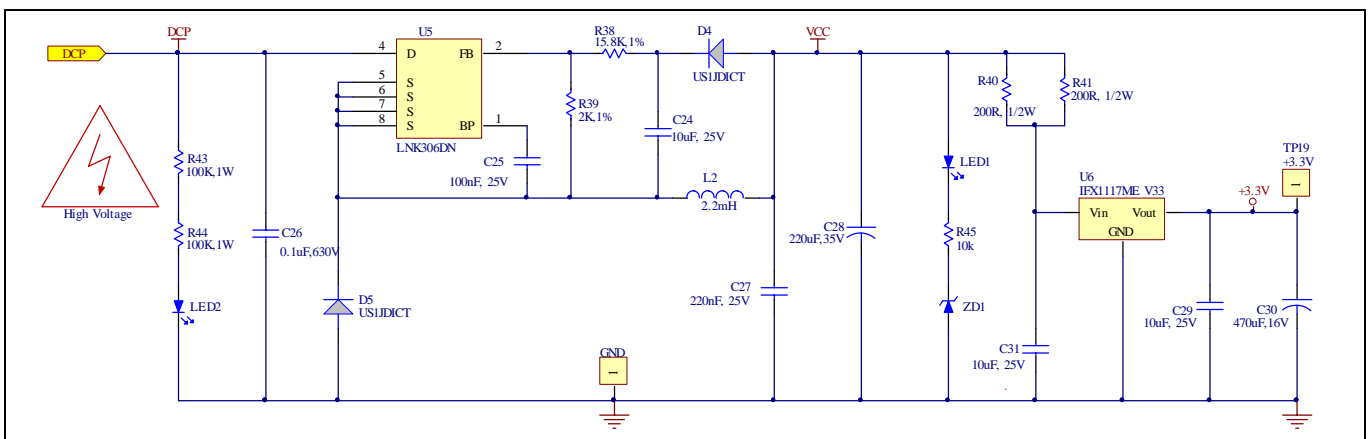 DCP
DCP
High Voltage
R43
100K,1W
R44
100K,1W
LED2
C26
0.1uF,630V
U5
4
D
FB
2
5
S
6
S
7
S
8
S
BP
1
LNK306DN
D5
US1JDICT
C25
100nF, 25V
R38
15.8K,1%
R39
2K,1%
C24
10uF, 25V
D4
US1JDICT
L2
2.2mH
VCC
C27
220nF, 25V
C28
220uF,35V
GND
1
LED1
R45
10k
ZD1
R40
200R, 1/2W
R41
200R, 1/2W
C31
10uF, 25V
U6
IFX1117ME V33
Vin
Vout
GND
+3.3V
TP19
+3.3V
1
C29
10uF, 25V
C30
470uF,16V